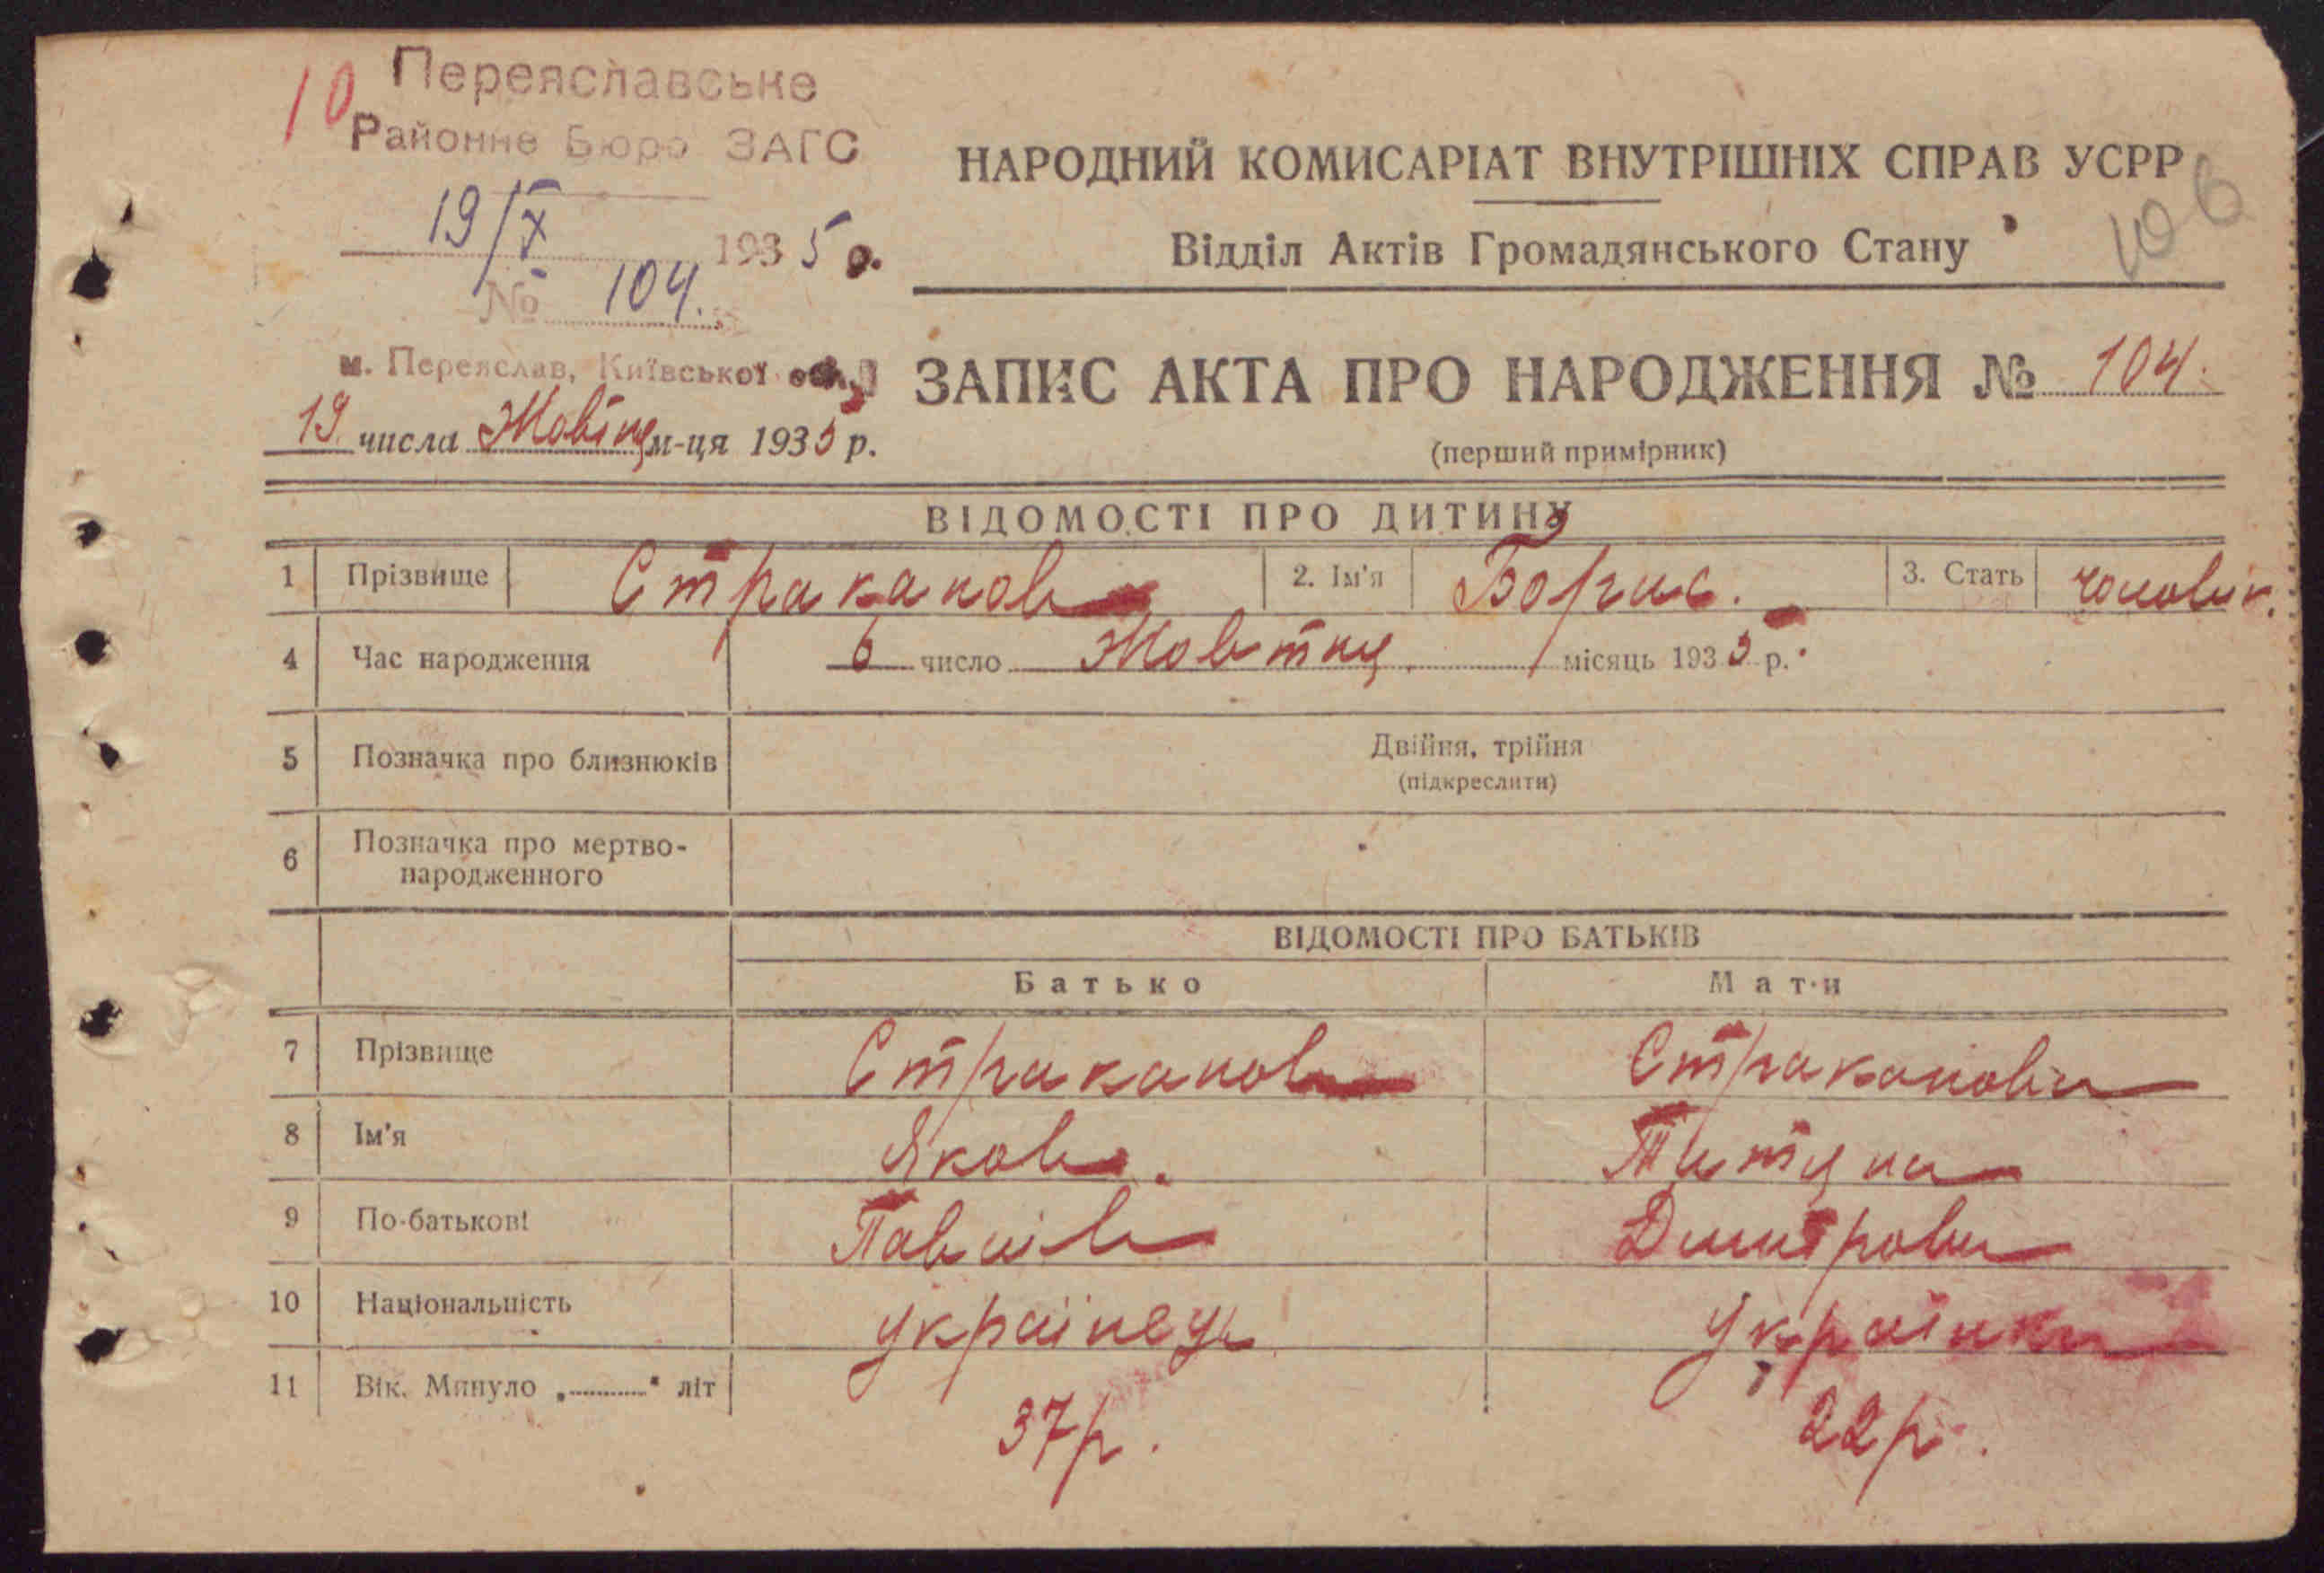 10
Переяславське
Районне Бюро ЗАГС
19/X 1935 р.
№ 104.
м. Переяслав, Київської обл.
19 числа Жовтня м-ця 1935 р.
НАРОДНИЙ КОМИСАРІАТ ВНУТРІШНІХ СПРАВ УСРР
106
Відділ Актів Громадянського Стану
ЗАПИС АКТА ПРО НАРОДЖЕННЯ № 104.
(перший примірник)
ВІДОМОСТІ ПРО ДИТИНУ
1 Прізвище Стракапов 2. Ім'я Борис. 3. Стать чоловік.
4 Час народження 6 число Жовтня місяць 1935 р.
5 Позначка про близнюків Двійня, трійня
(підкреслити)
6 Позначка про мертво-
народженного
ВІДОМОСТІ ПРО БАТЬКІВ
Батько Мати
7 Прізвище Стракапов Стракапова
8 Ім'я Яков. Титяна
9 По-батькові Павлів Дмитрова
10 Національність українець українка
11 Вік. Минуло „ “ літ 37р. 22р.